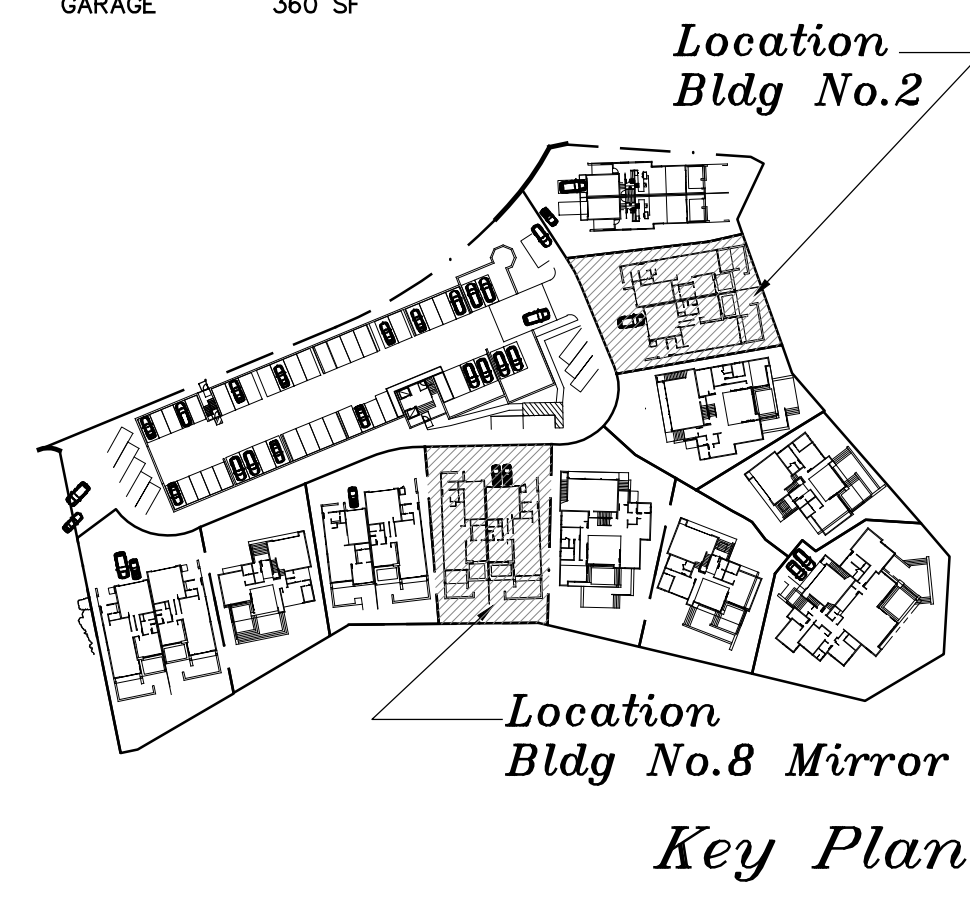 GARAGE 360 SF
Location
Bldg No.2
Location
Bldg No.8 Mirror
Key Plan